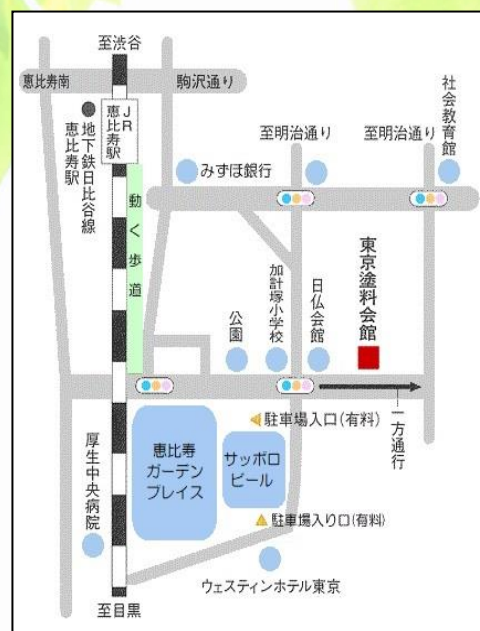 至渋谷
恵比寿南
駒沢通り
社会教育館
JR
恵比寿駅
地下鉄日比谷線
恵比寿駅
至明治通り
至明治通り
みずほ銀行
動く歩道
東京塗料会館
加計塚小学校
日仏会館
公園
駐車場入口(有料)
一方通行
恵比寿
ガーデン
プレイス
サッポロ
ビール
厚生中央病院
駐車場入り口(有料)
ウェスティンホテル東京
至目黒